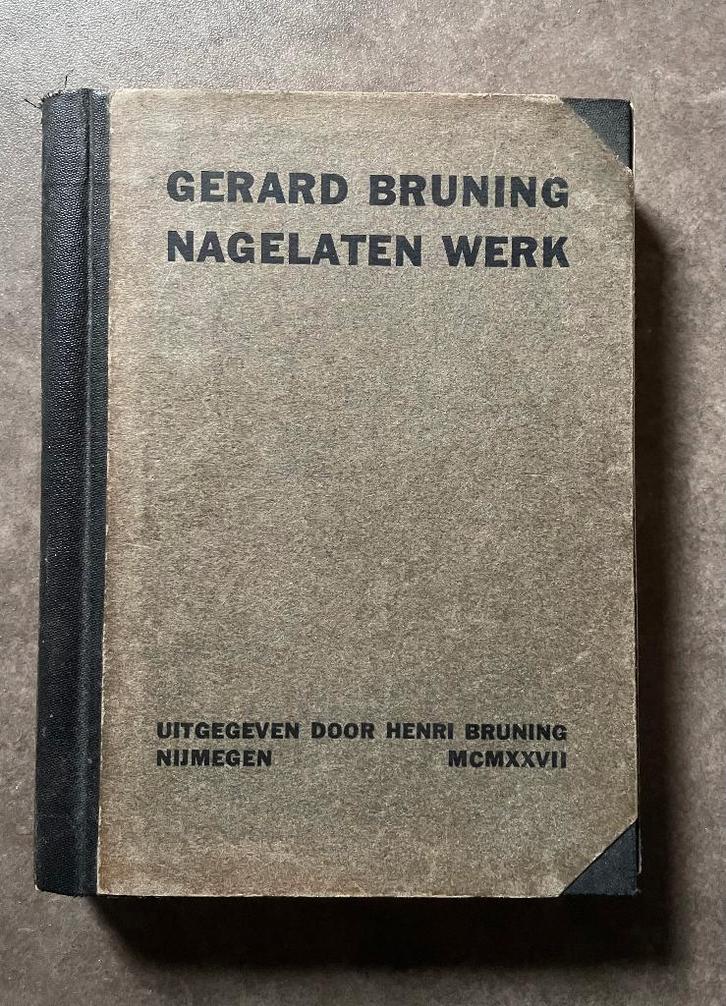 GERARD BRUNING
NAGELATEN WERK
UITGEGEVEN DOOR HENRI BRUNING
NIJMEGEN MCMXXVII